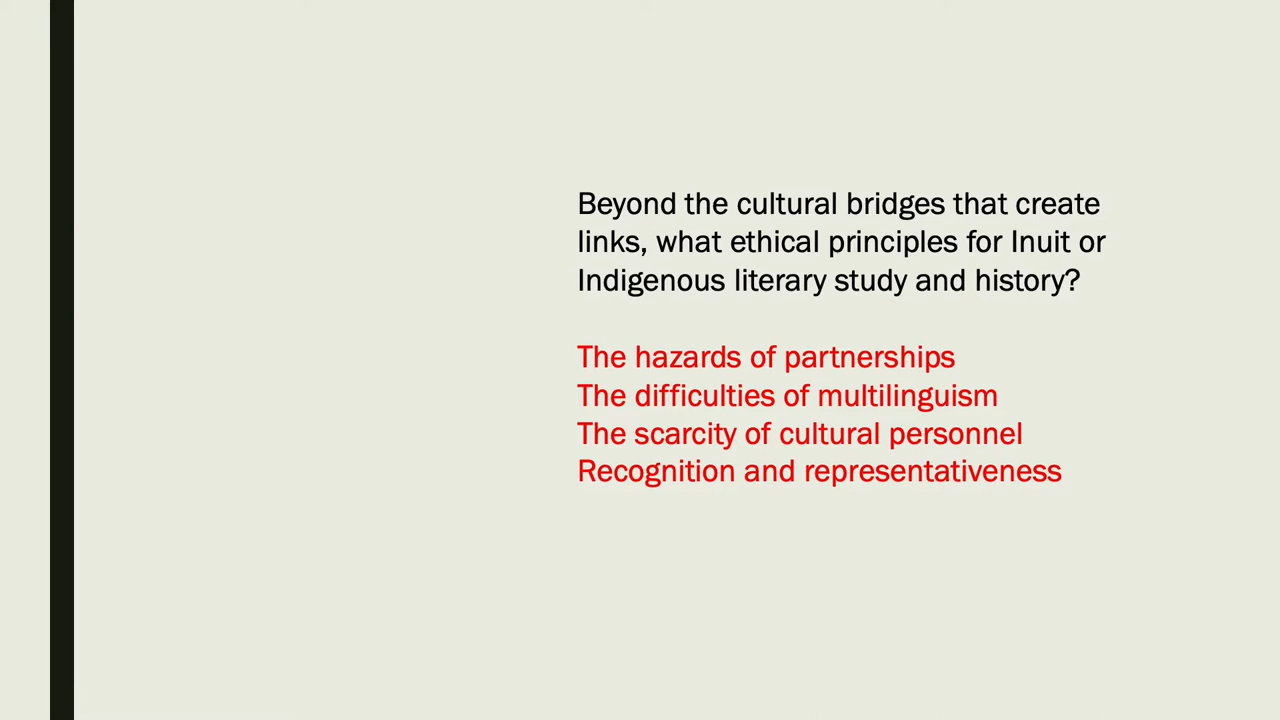 Beyond the cultural bridges that create
links, what ethical principles for Inuit or
Indigenous literary study and history?
The hazards of partnerships
The difficulties of multilinguism
The scarcity of cultural personnel
Recognition and representativeness